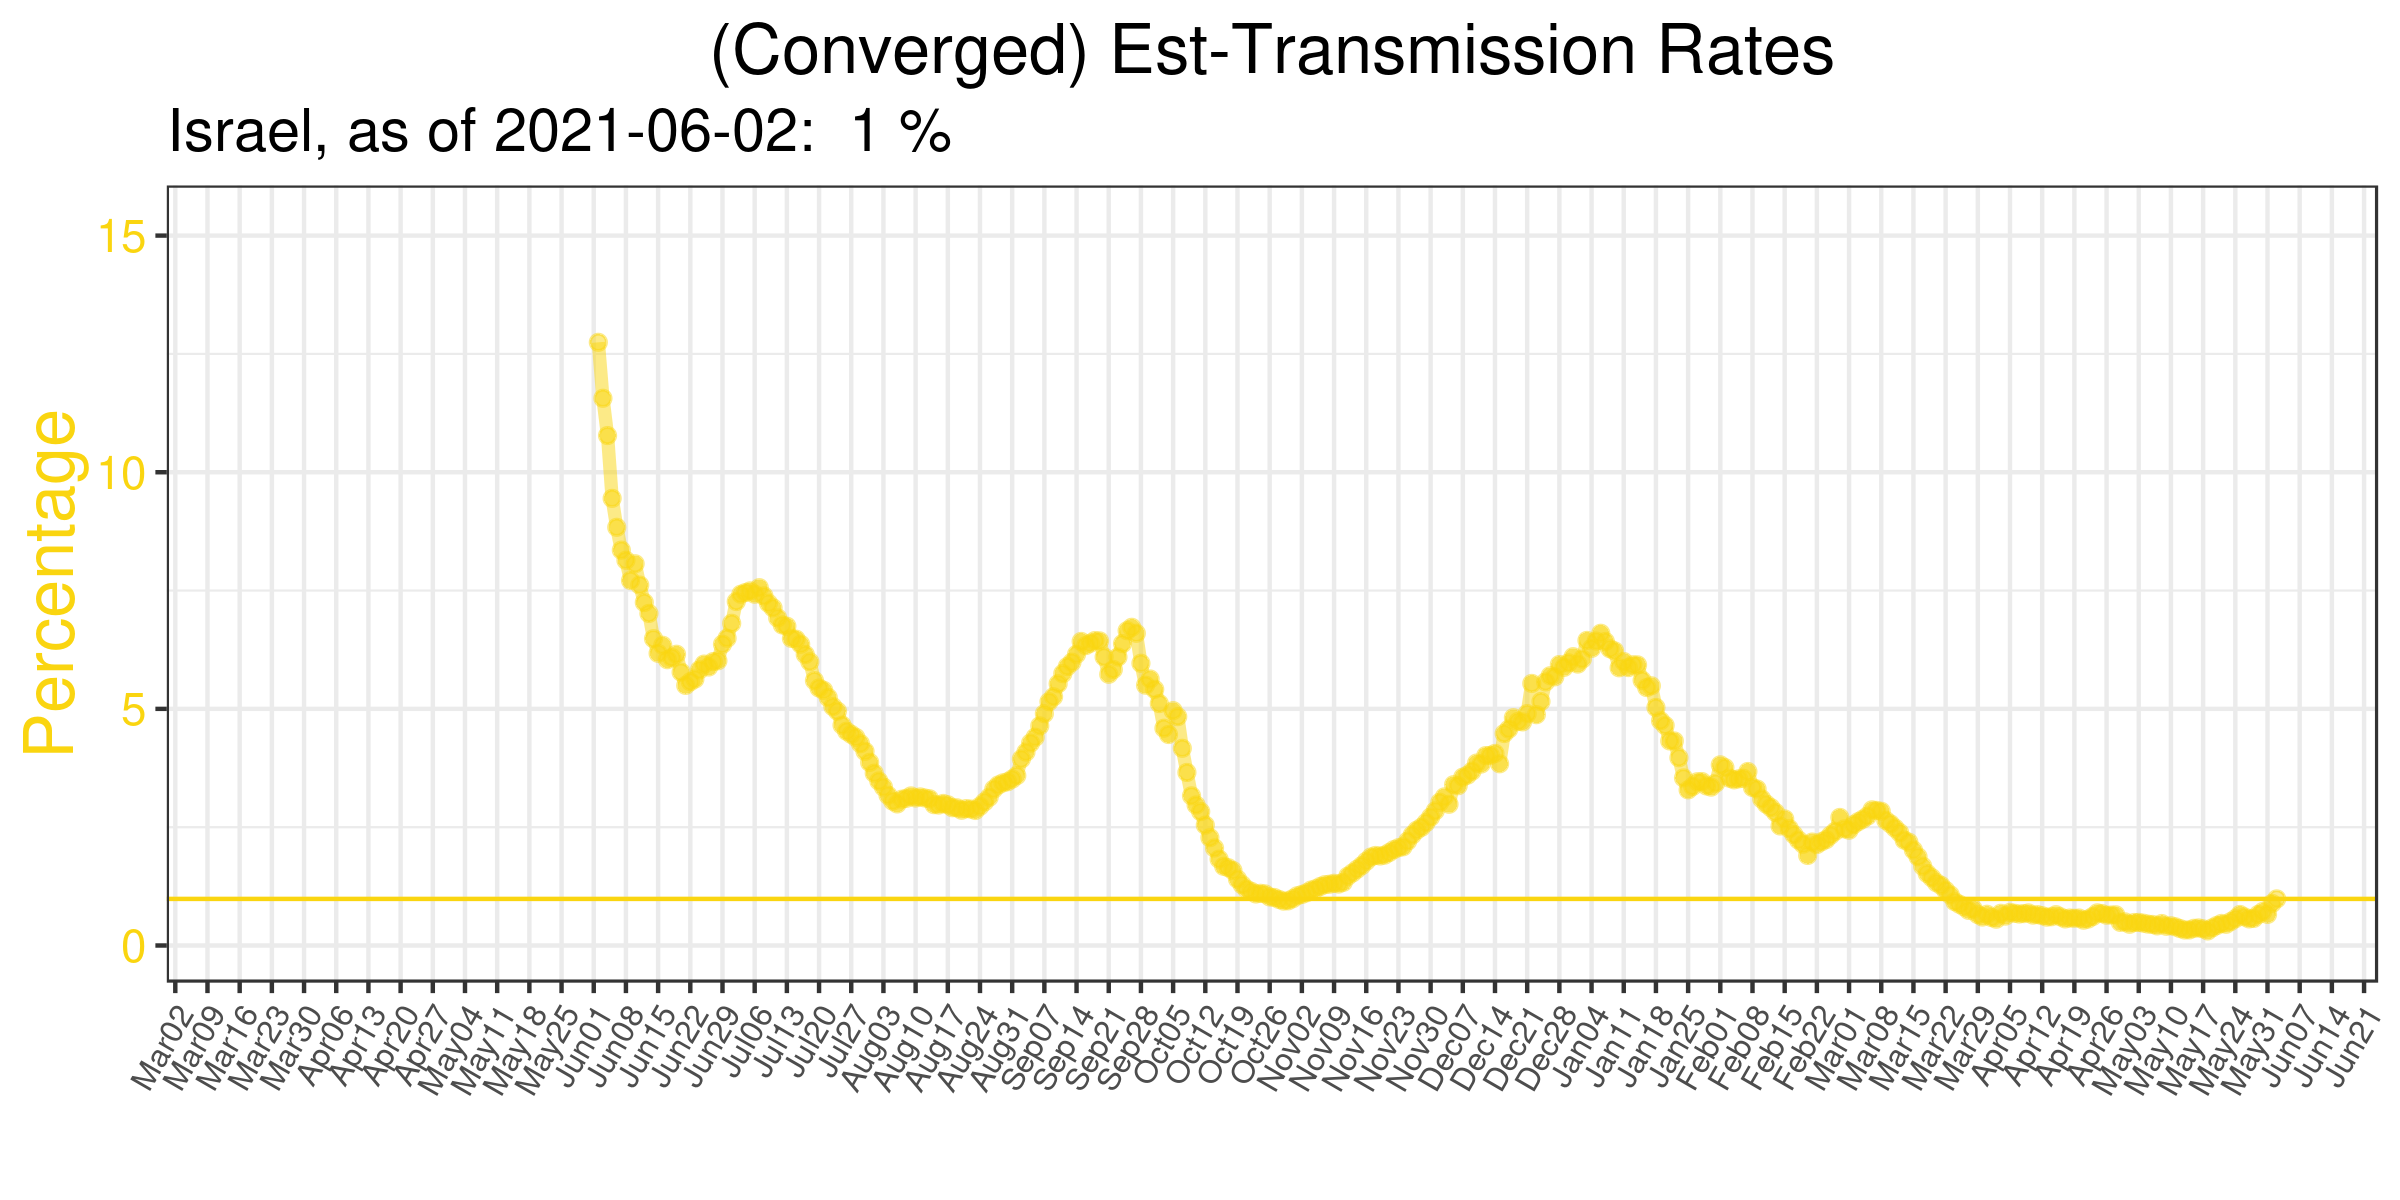 (Converged) Est-Transmission Rates
Israel, as of 2021-06-02:  1 %
Percentage
15
10
5
0
Mar02
Mar09
Mar16
Mar23
Mar30
Apr06
Apr13
Apr20
Apr27
May04
May11
May18
May25
Jun01
Jun08
Jun15
Jun22
Jun29
Jul06
Jul13
Jul20
Jul27
Aug03
Aug10
Aug17
Aug24
Aug31
Sep07
Sep14
Sep21
Sep28
Oct05
Oct12
Oct19
Oct26
Nov02
Nov09
Nov16
Nov23
Nov30
Dec07
Dec14
Dec21
Dec28
Jan04
Jan11
Jan18
Jan25
Feb01
Feb08
Feb15
Feb22
Mar01
Mar08
Mar15
Mar22
Mar29
Apr05
Apr12
Apr19
Apr26
May03
May10
May17
May24
May31
Jun07
Jun14
Jun21